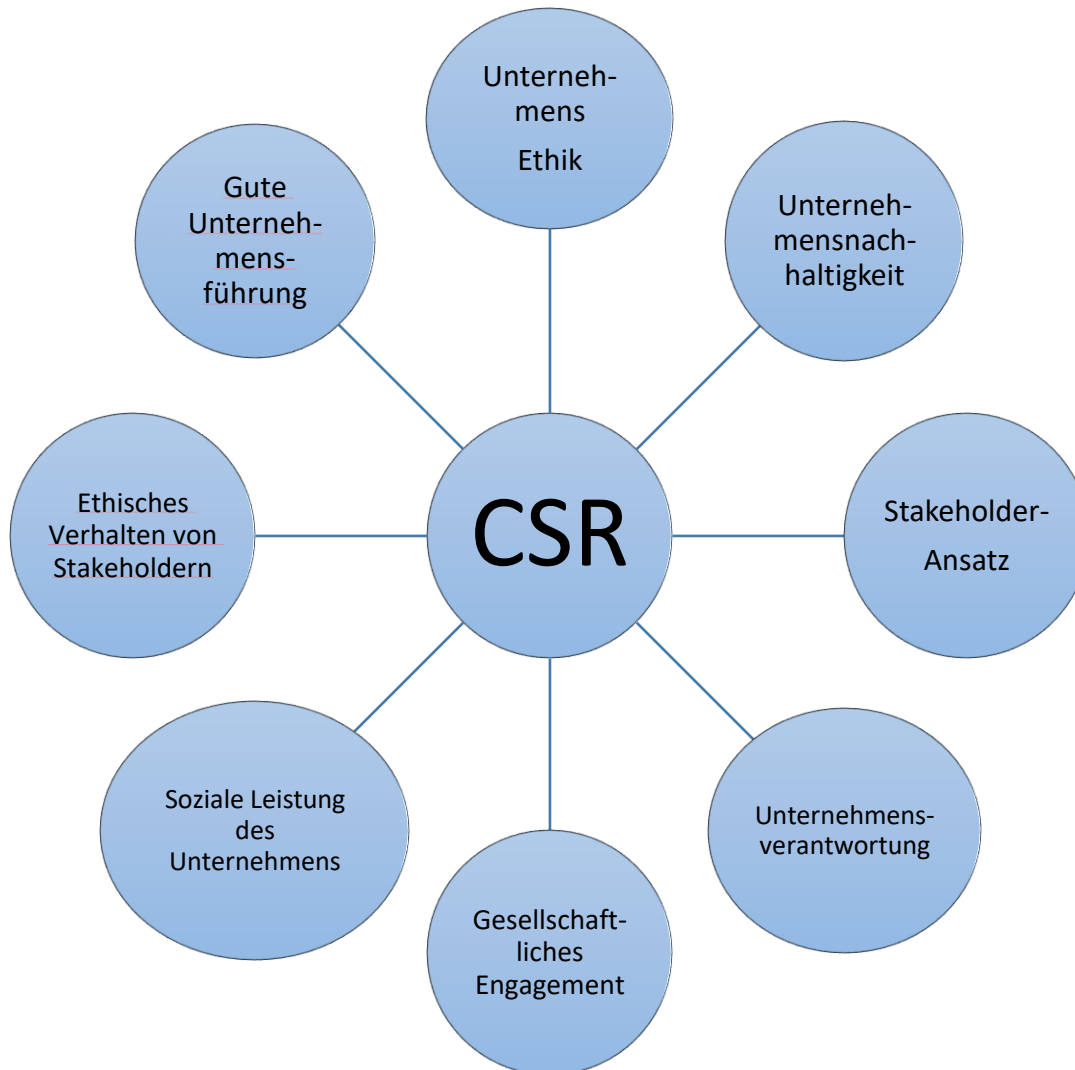 Unterneh-
mens
Ethik
Gute
Unterneh-
mens-
führung
Unterneh-
mensnach-
haltigkeit
Ethisches
Verhalten von
Stakeholdern
CSR
Stakeholder-
Ansatz
Soziale Leistung
des
Unternehmens
Unternehmens-
verantwortung
Gesellschaft-
liches
Engagement